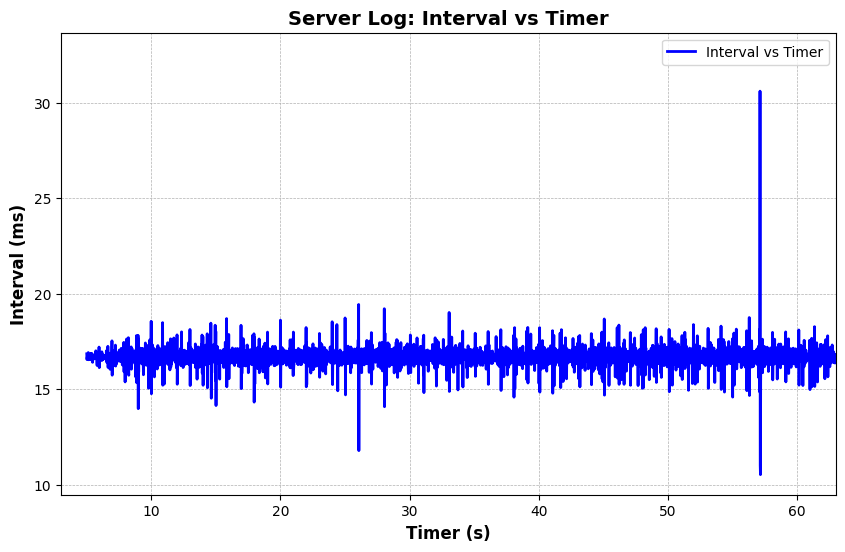 Server Log: Interval vs Timer
Interval vs Timer
Interval (ms)
30
25
20
15
10
10 20 30 40 50 60
Timer (s)